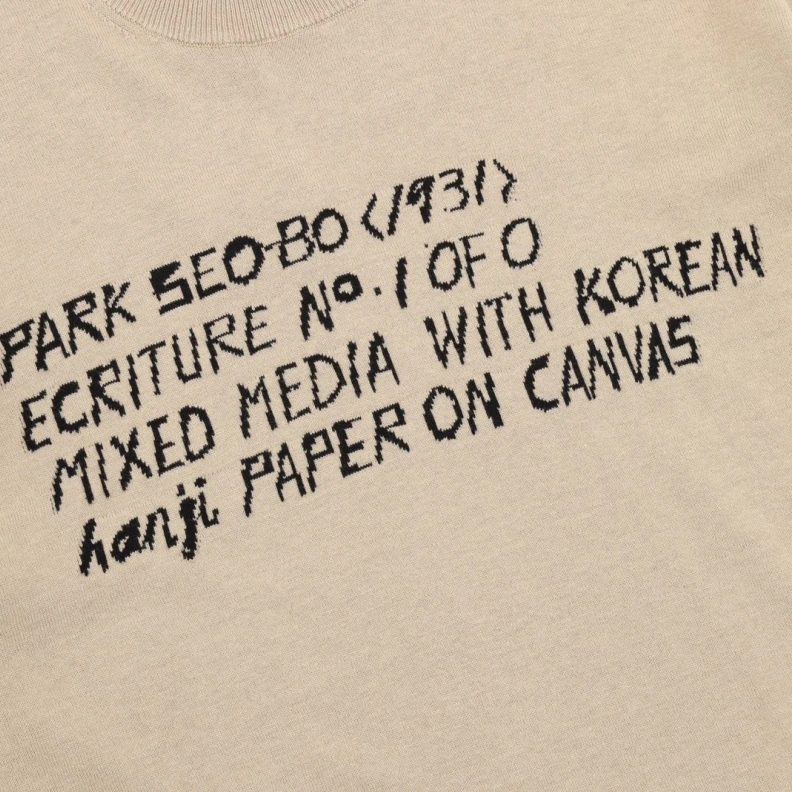 PARK SEO-BO <1931>
ECRITURE No. 1 OF 0
MIXED MEDIA WITH KOREAN
hanji PAPER ON CANVAS